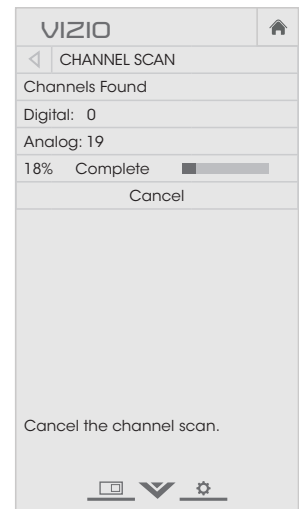 VIZIO
CHANNEL SCAN
Channels Found
Digital: 0
Analog: 19
18% Complete
Cancel
Cancel the channel scan.